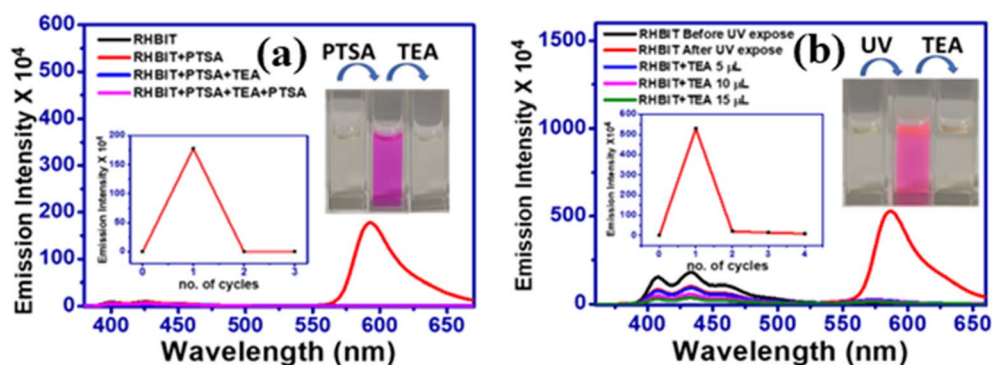 (a)
RHBIT
RHBIT+PTSA
RHBIT+PTSA+TEA
RHBIT+PTSA+TEA+PTSA
PTSA TEA
Emission Intensity X 10⁴
600
500
400
300
200
100
0
400 450 500 550 600 650
Wavelength (nm)
Emission Intensity X 10⁴
200
150
100
50
0
0 1 2 3
no. of cycles
(b)
RHBIT Before UV expose
RHBIT After UV expose
RHBIT+TEA 5 µL
RHBIT+TEA 10 µL
RHBIT+TEA 15 µL
UV TEA
Emission Intensity X 10⁴
1500
1000
500
0
400 450 500 550 600 650
Wavelength (nm)
Emission Intensity X10⁴
600
500
400
300
200
100
0
0 1 2 3 4
no. of cycles